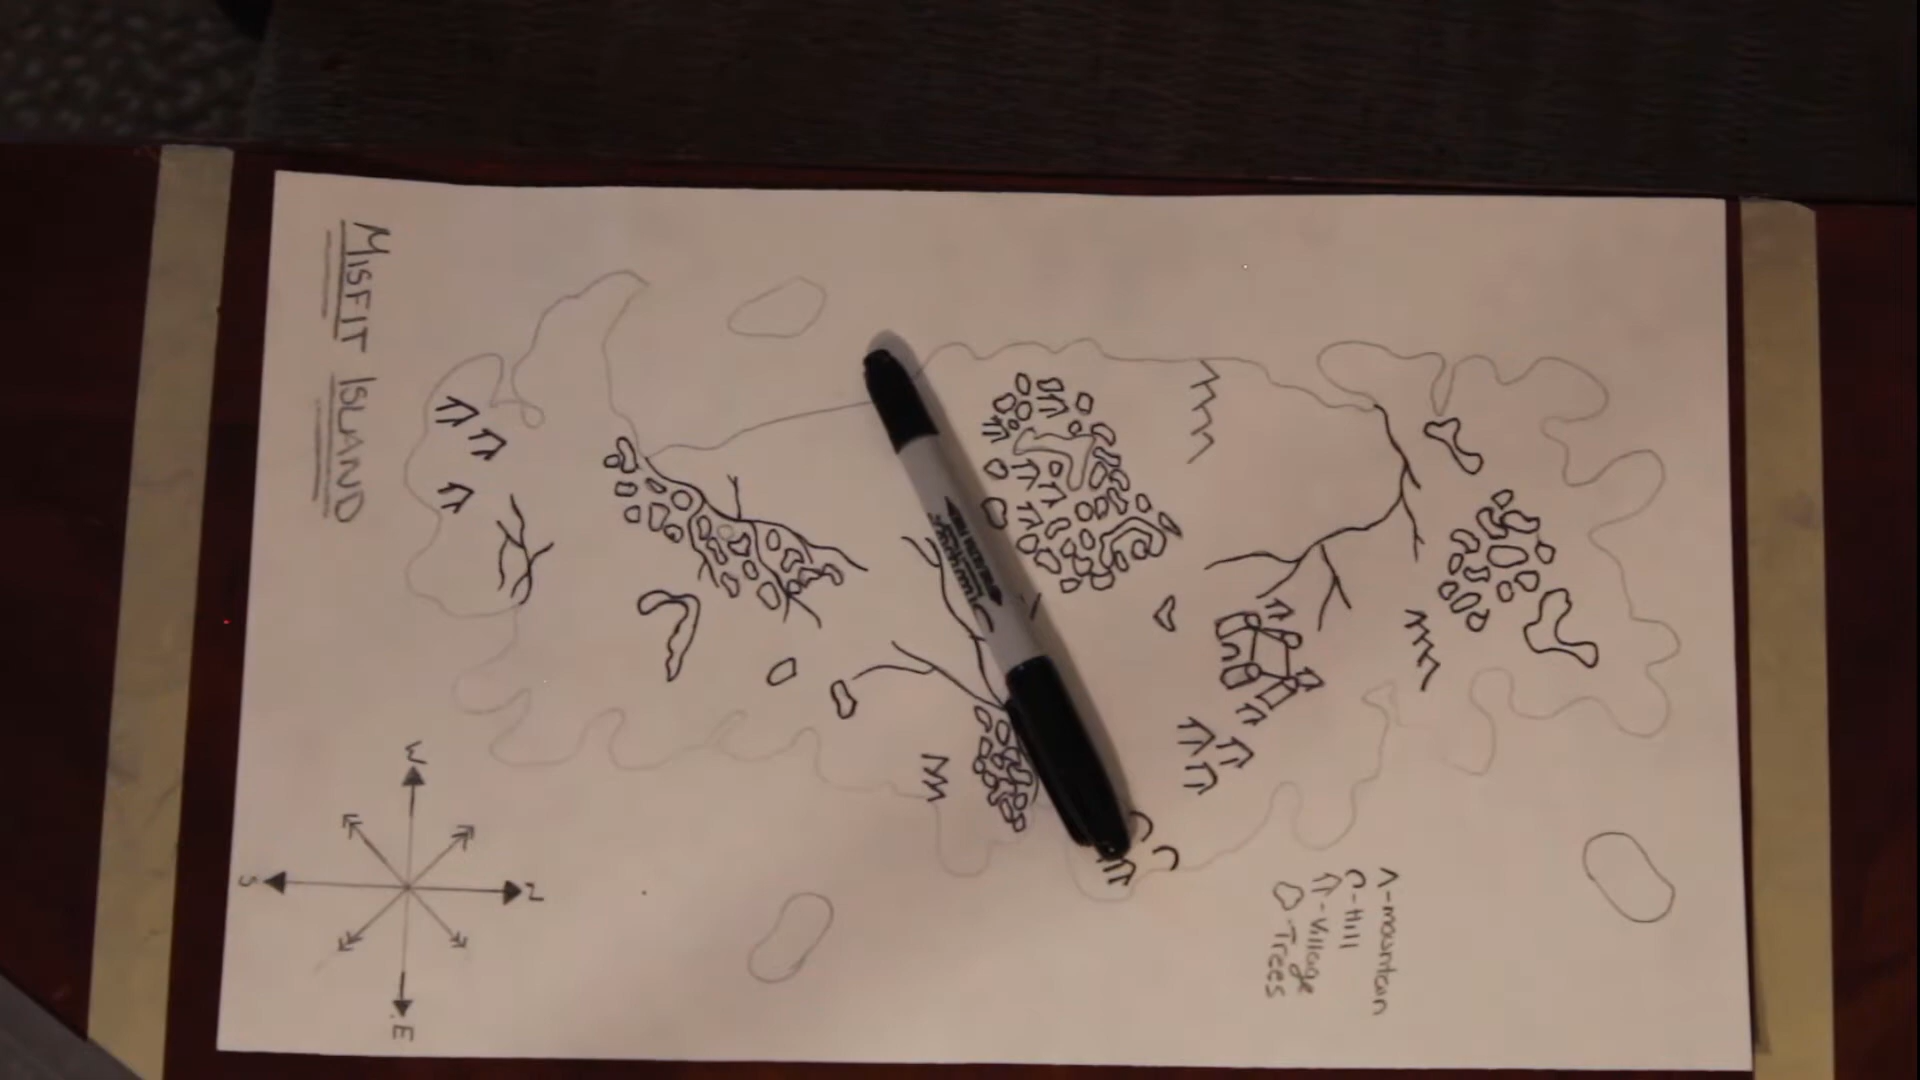 MISFIT ISLAND
W
S
N
E
^-mountain
-Hill
-Village
-Trees